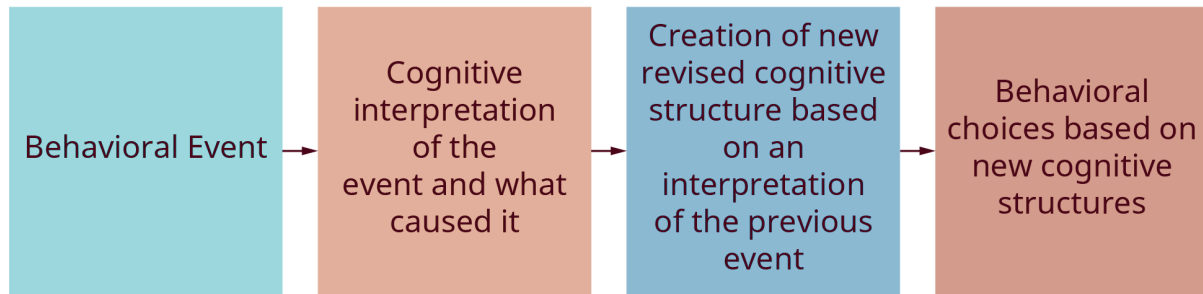 Behavioral Event
Cognitive
interpretation
of the
event and what
caused it
Creation of new
revised cognitive
structure based
on an
interpretation
of the previous
event
Behavioral
choices based on
new cognitive
structures